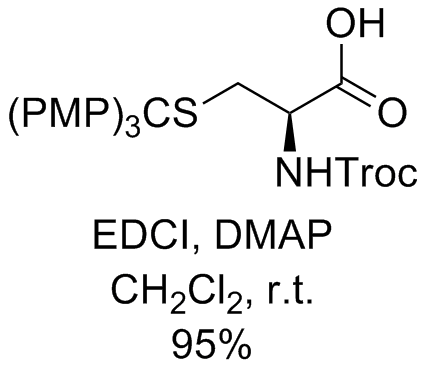 OH
(PMP)₃CS
O
NHTroc
EDCI, DMAP
CH₂Cl₂, r.t.
95%